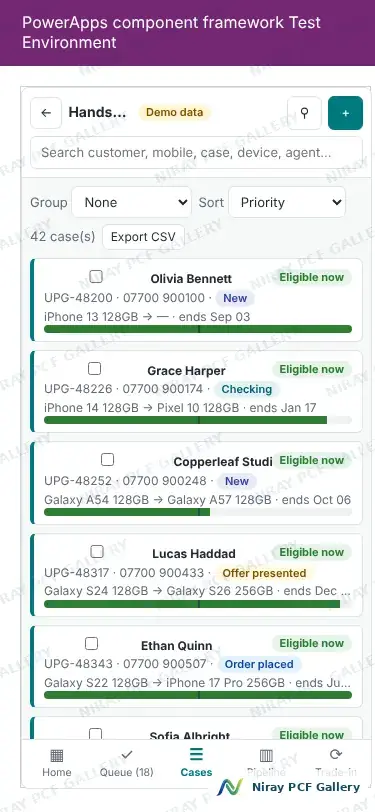 PowerApps component framework Test
Environment
← Hands... Demo data +
Search customer, mobile, case, device, agent...
Group None Sort Priority
42 case(s) Export CSV
Olivia Bennett Eligible now
UPG-48200 · 07700 900100 · New
iPhone 13 128GB → — · ends Sep 03
Grace Harper Eligible now
UPG-48226 · 07700 900174 · Checking
iPhone 14 128GB → Pixel 10 128GB · ends Jan 17
Copperleaf Studi Eligible now
UPG-48252 · 07700 900248 · New
Galaxy A54 128GB → Galaxy A57 128GB · ends Oct 06
Lucas Haddad Eligible now
UPG-48317 · 07700 900433 · Offer presented
Galaxy S24 128GB → Galaxy S26 256GB · ends Dec ...
Ethan Quinn Eligible now
UPG-48343 · 07700 900507 · Order placed
Galaxy S22 128GB → iPhone 17 Pro 256GB · ends Ju...
Sofia Albright Eligible now
Home Queue (18) Cases Pipeline Trade-in
Niray PCF Gallery
NIRAY PCF GALLERY